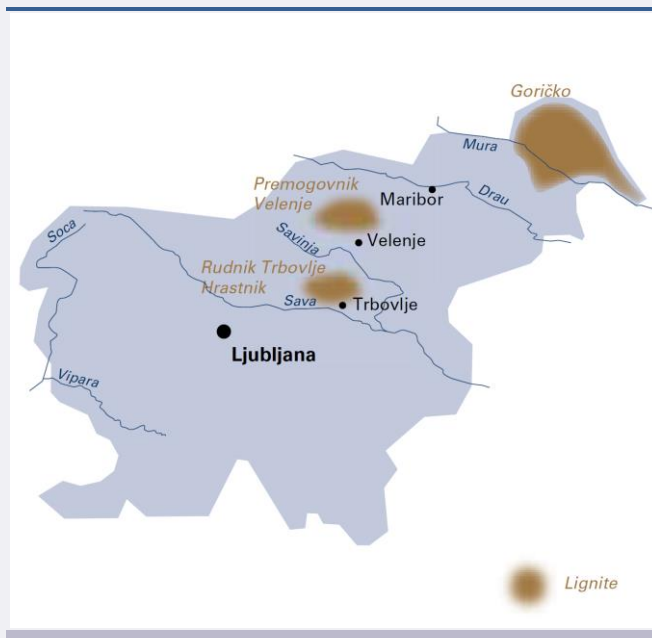 Goričko
Mura
Premogovnik
Velenje
Maribor
Drau
Soca
Savinja
Velenje
Rudnik Trbovlje
Hrastnik
Sava
Trbovlje
Ljubljana
Vipara
Lignite